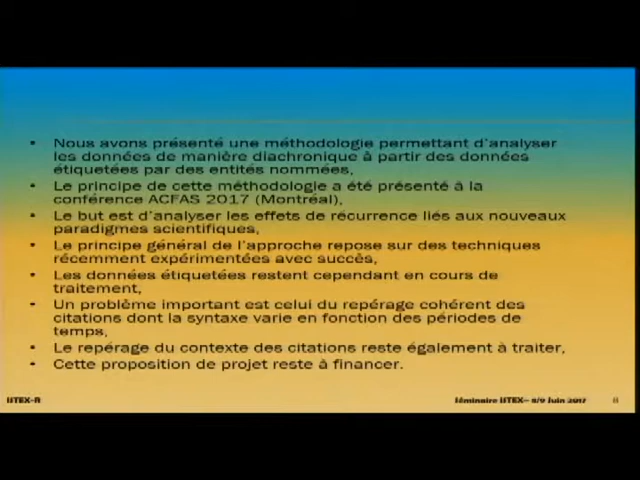 • Nous avons présenté une méthodologie permettant d'analyser
les données de manière diachronique à partir des données
étiquetées par des entités nommées,
• Le principe de cette méthodologie a été présenté à la
conférence ACFAS 2017 (Montréal),
• Le but est d'analyser les effets de récurrence liés aux nouveaux
paradigmes scientifiques,
• Le principe général de l'approche repose sur des techniques
récemment expérimentées avec succès,
• Les données étiquetées restent cependant en cours de
traitement,
• Un problème important est celui du repérage cohérent des
citations dont la syntaxe varie en fonction des périodes de
temps,
• Le repérage du contexte des citations reste également à traiter,
• Cette proposition de projet reste à financer.
ISTEX-R
Séminaire ISTEX– 8/9 Juin 2017